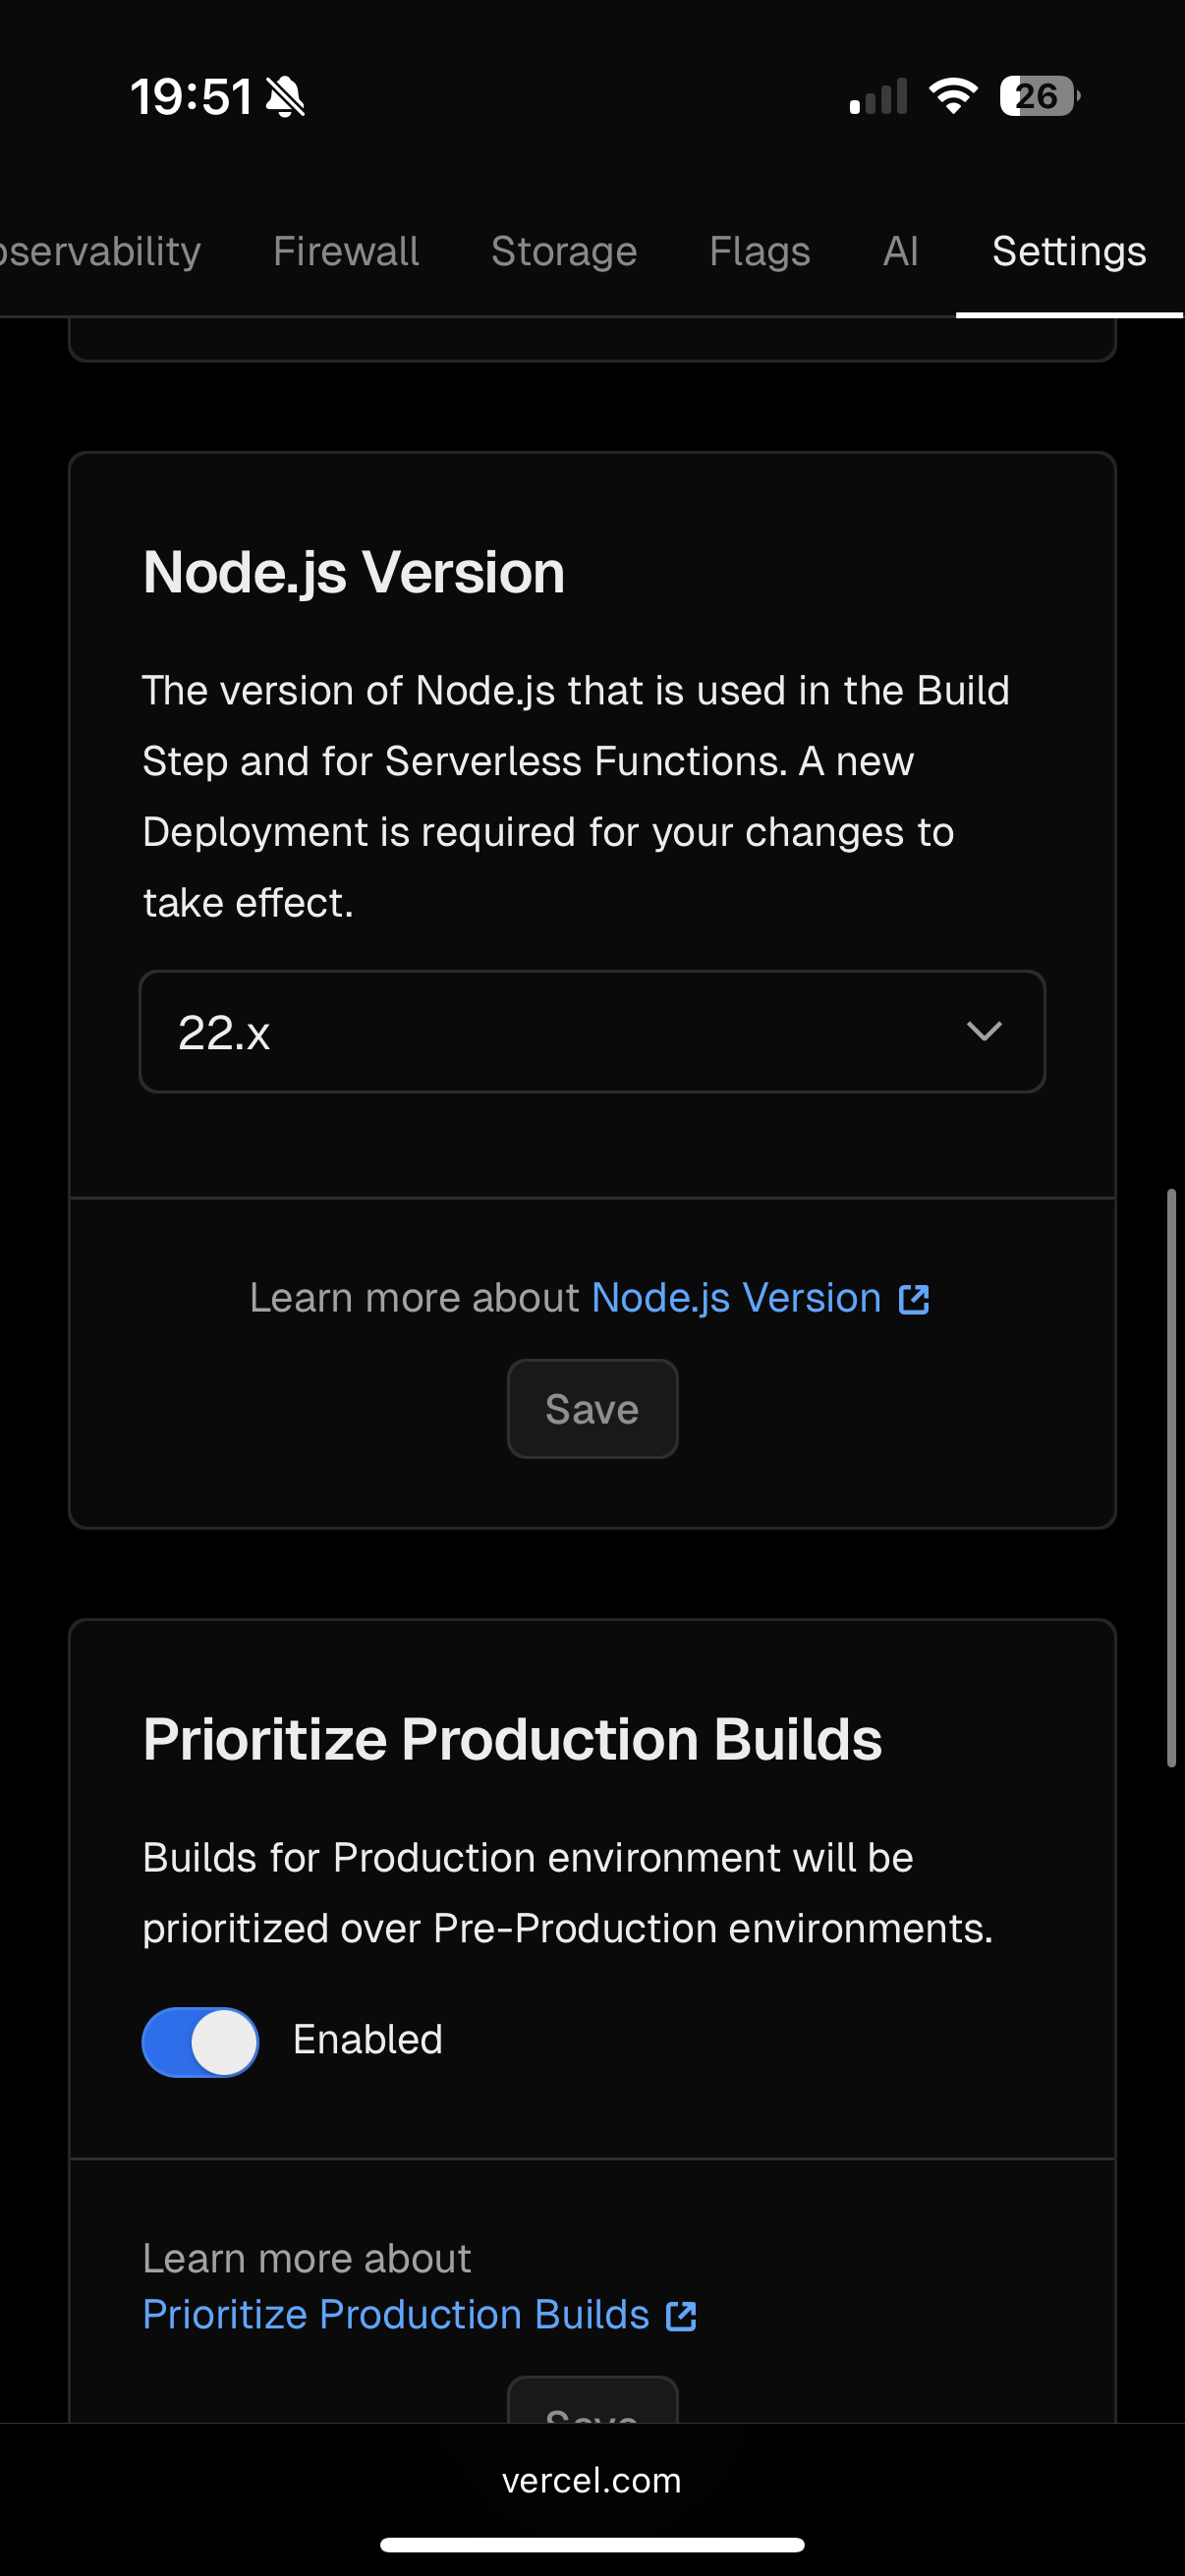 19:51
26
Firewall
Storage
Flags
AI
Settings
Node.js Version
The version of Node.js that is used in the Build
Step and for Serverless Functions. A new
Deployment is required for your changes to
take effect.
22.x
Learn more about Node.js Version
Save
Prioritize Production Builds
Builds for Production environment will be
prioritized over Pre-Production environments.
Enabled
Learn more about
Prioritize Production Builds
vercel.com